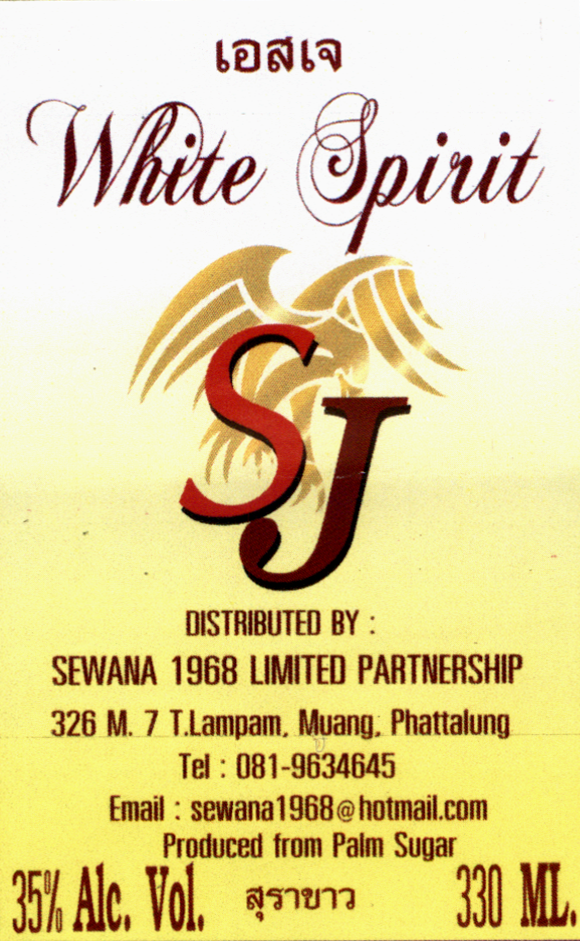 เอสเจ
White Spirit
SJ
DISTRIBUTED BY :
SEWANA 1968 LIMITED PARTNERSHIP
326 M. 7 T.Lampam, Muang, Phattalung
Tel : 081-9634645
Email : sewana1968@hotmail.com
Produced from Palm Sugar
35% Alc. Vol. สุราขาว 330 ML.